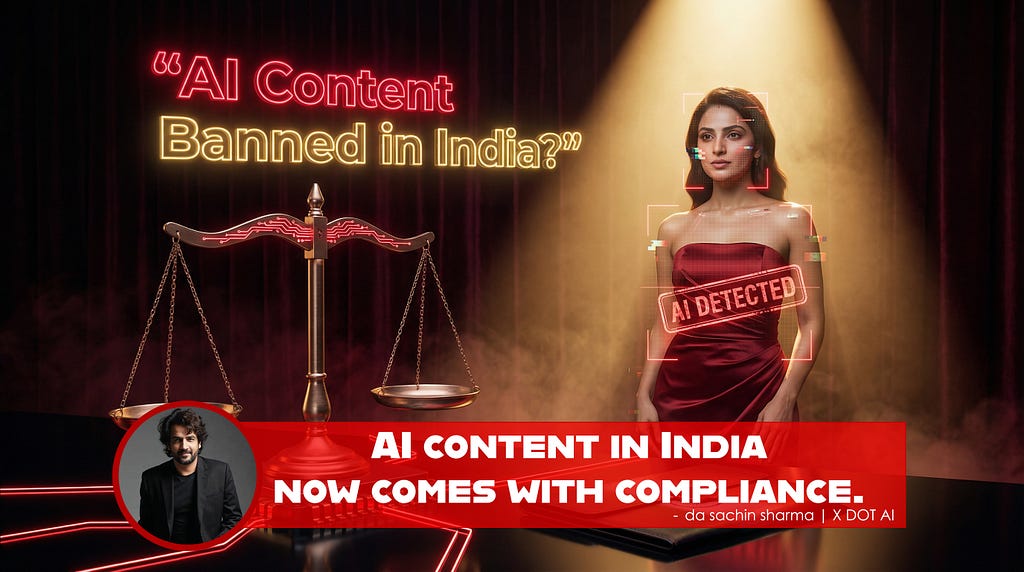 “AI Content
Banned in India?”
AI DETECTED
AI CONTENT IN INDIA
NOW COMES WITH COMPLIANCE.
- da sachin sharma | X DOT AI